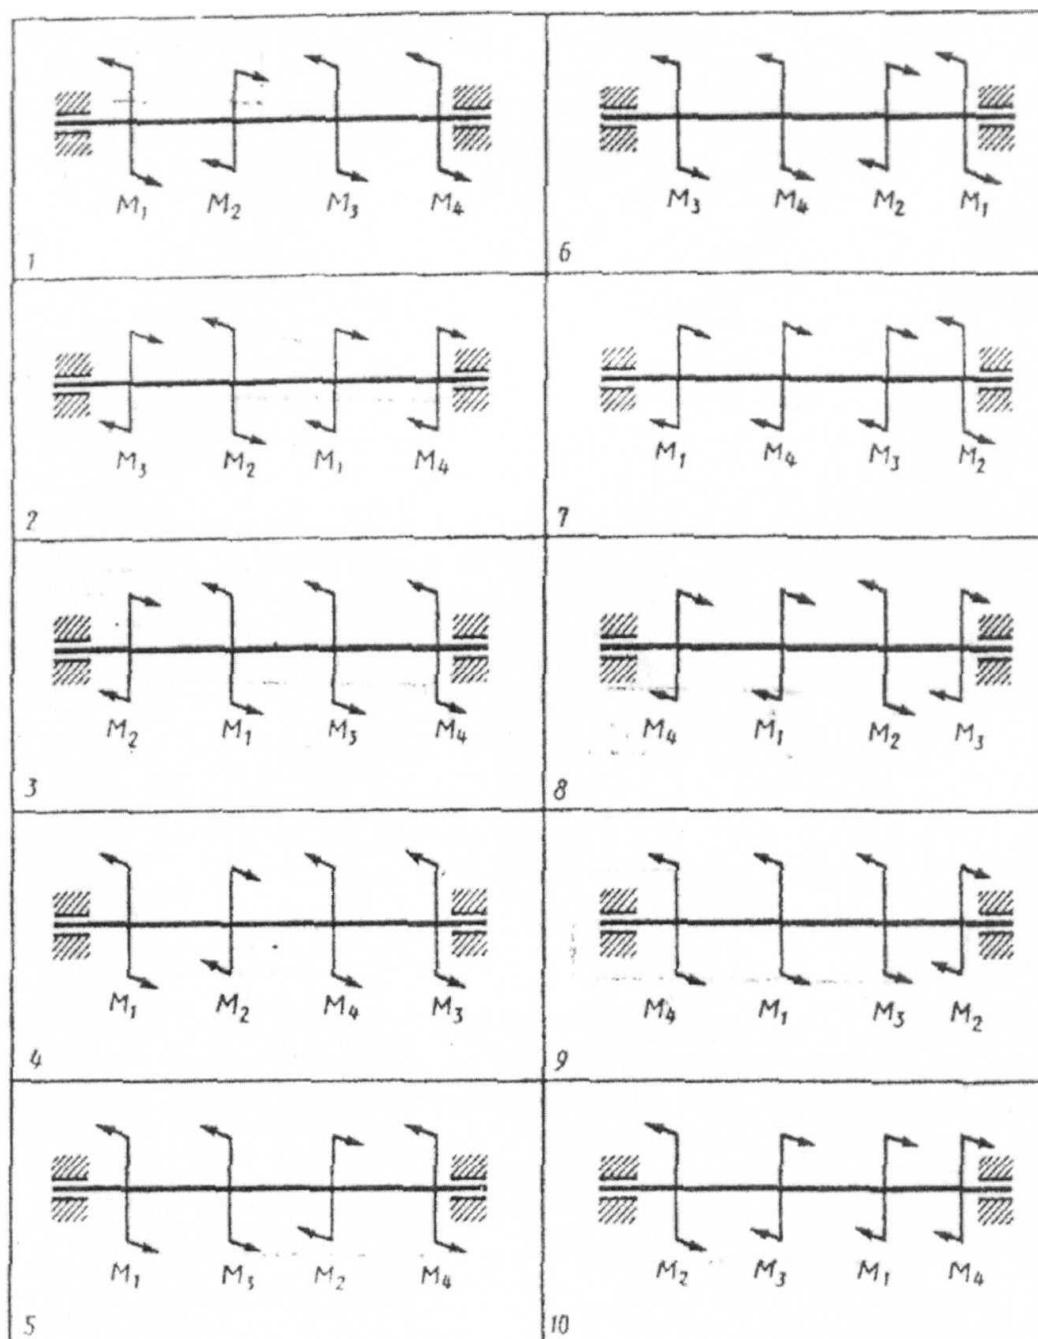 M₁ M₂ M₃ M₄
1
M₃ M₄ M₂ M₁
6
M₃ M₂ M₁ M₄
2
M₁ M₄ M₃ M₂
7
M₂ M₁ M₃ M₄
3
M₄ M₁ M₂ M₃
8
M₁ M₂ M₄ M₃
4
M₄ M₁ M₃ M₂
9
M₁ M₃ M₂ M₄
5
M₂ M₃ M₁ M₄
10